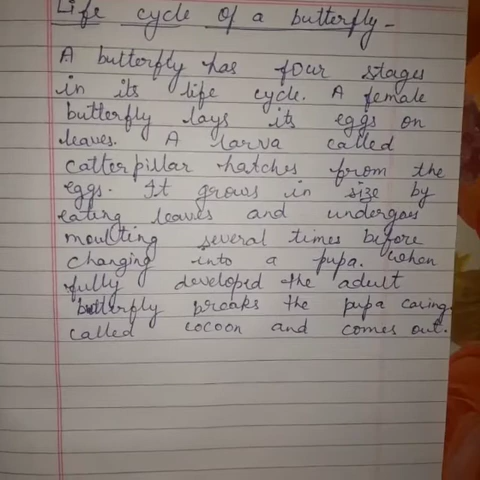 Life cycle of a butterfly -
A butterfly has four stages
in its life cycle. A female
butterfly lays its eggs on
leaves. A larva called
catterpillar hatches from the
eggs. It grows in size by
eating leaves and undergoes
moulting several times before
changing into a pupa. When
fully developed the adult
butterfly breaks the pupa caring
called cocoon and comes out.